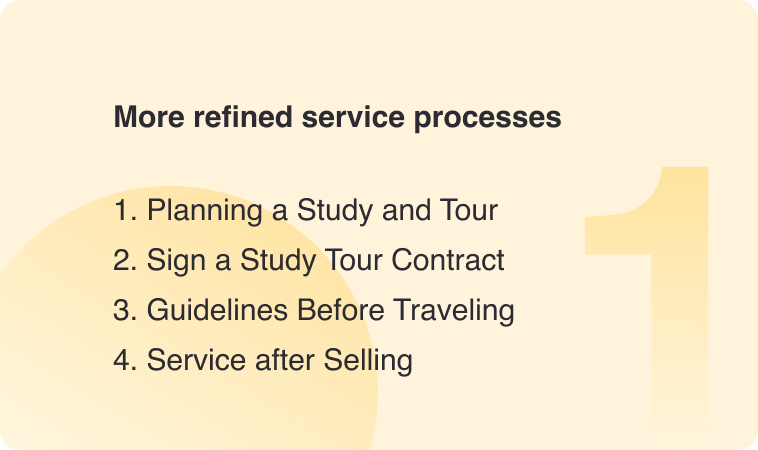 More refined service processes
1. Planning a Study and Tour
2. Sign a Study Tour Contract
3. Guidelines Before Traveling
4. Service after Selling
1